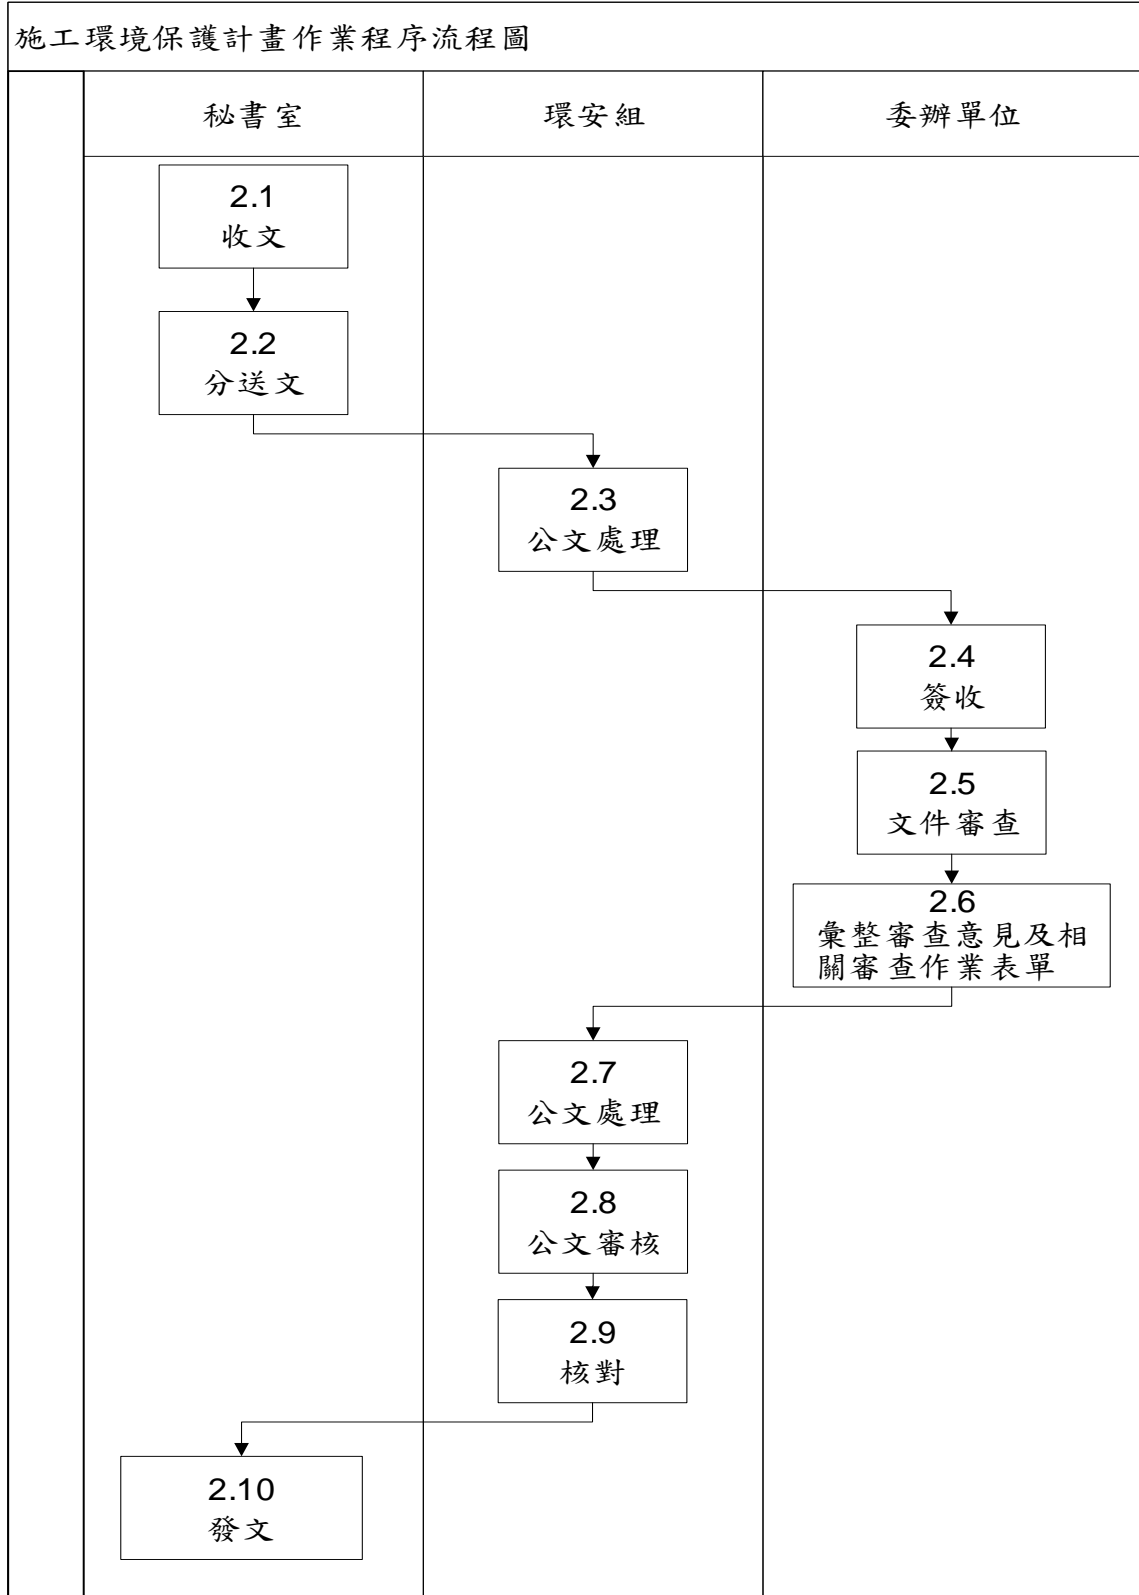 施工環境保護計畫作業程序流程圖
秘書室
環安組
委辦單位
2.1
收文
2.2
分送文
2.3
公文處理
2.4
簽收
2.5
文件審查
2.6
彙整審查意見及相
關審查作業表單
2.7
公文處理
2.8
公文審核
2.9
核對
2.10
發文